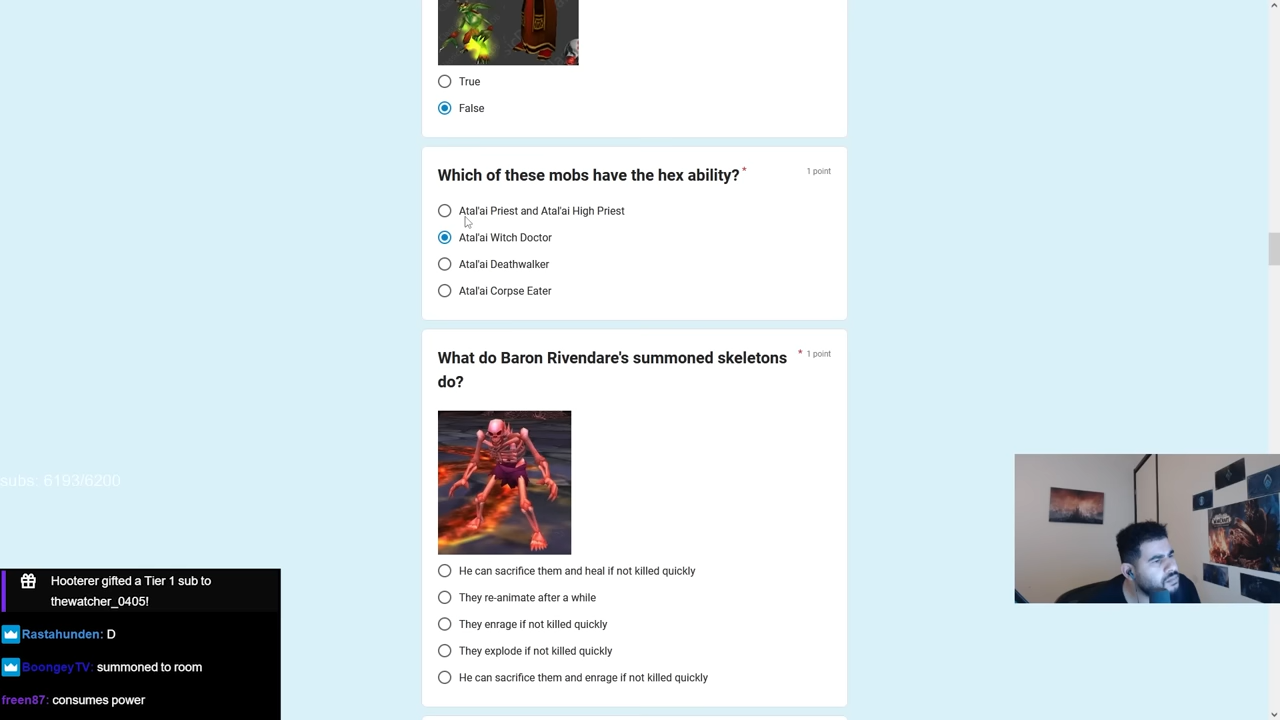 True
False
Which of these mobs have the hex ability? *
1 point
Atal'ai Priest and Atal'ai High Priest
Atal'ai Witch Doctor
Atal'ai Deathwalker
Atal'ai Corpse Eater
What do Baron Rivendare's summoned skeletons
do?
* 1 point
He can sacrifice them and heal if not killed quickly
They re-animate after a while
They enrage if not killed quickly
They explode if not killed quickly
He can sacrifice them and enrage if not killed quickly
subs: 6193/6200
Hooterer gifted a Tier 1 sub to
thewatcher_0405!
Rastahunden: D
BoongeyTV: summoned to room
freen87: consumes power